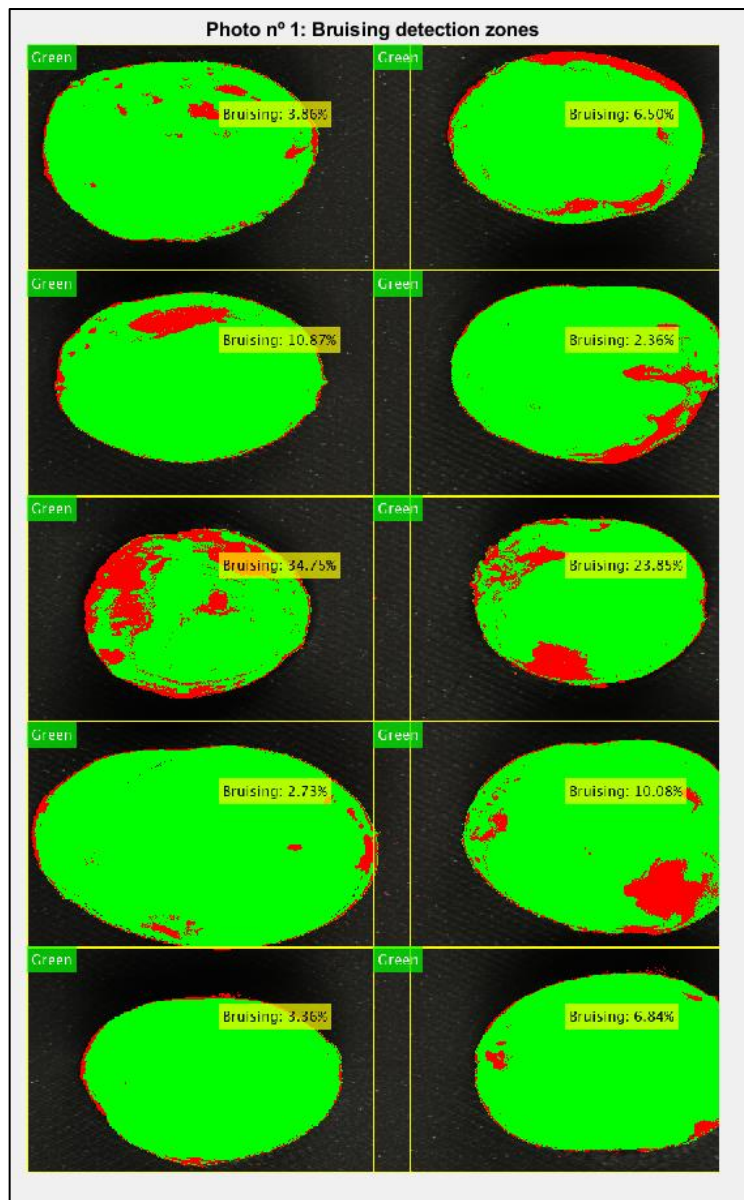 Photo nº 1: Bruising detection zones
Green
Green
Bruising: 3.86%
Bruising: 6.50%
Green
Green
Bruising: 10.87%
Bruising: 2.36%
Green
Green
Bruising: 34.75%
Bruising: 23.85%
Green
Green
Bruising: 2.73%
Bruising: 10.08%
Green
Green
Bruising: 3.36%
Bruising: 6.84%